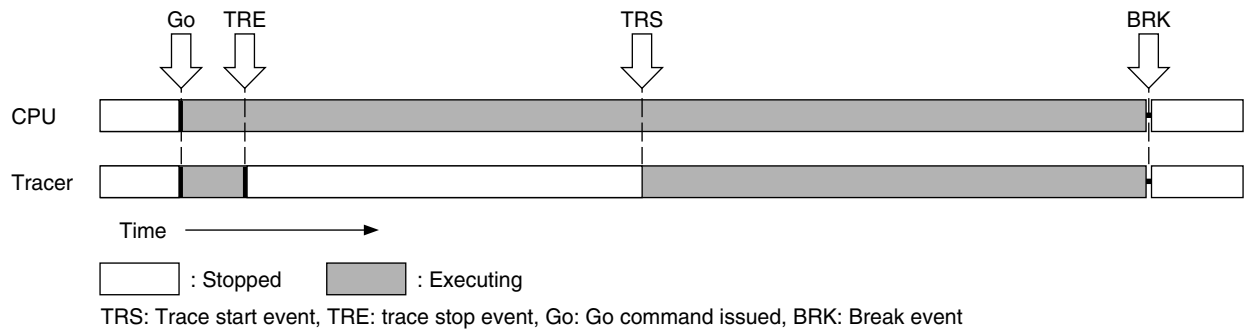 Go TRE TRS BRK
CPU
Tracer
Time
: Stopped : Executing
TRS: Trace start event, TRE: trace stop event, Go: Go command issued, BRK: Break event